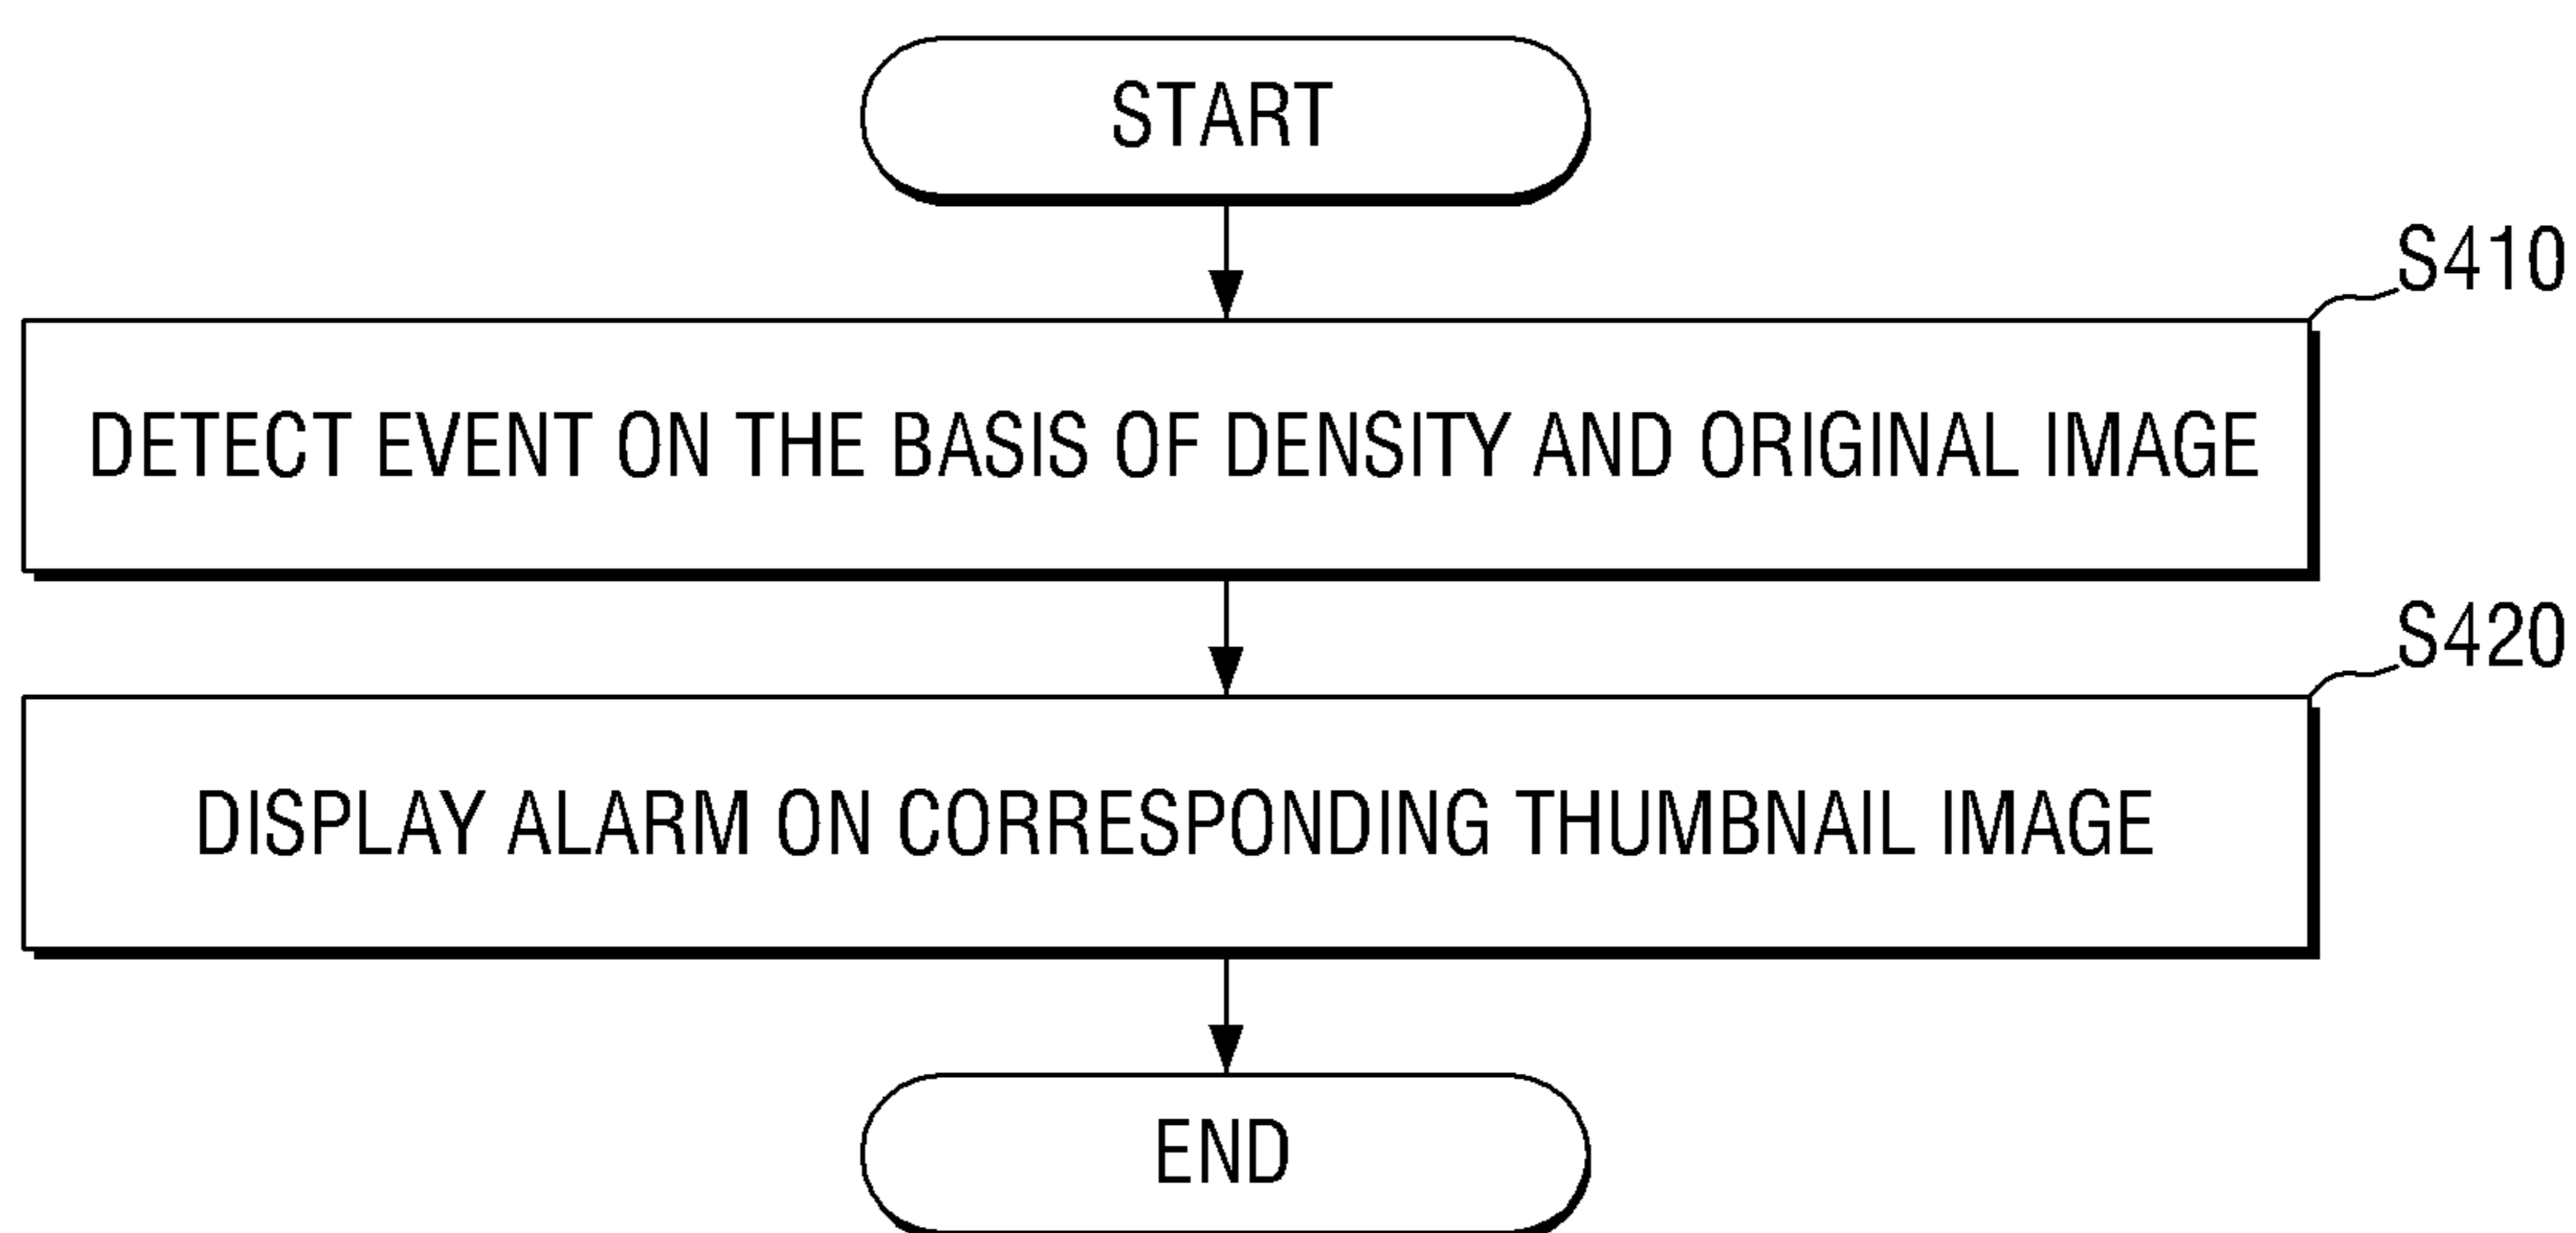 START
S410
DETECT EVENT ON THE BASIS OF DENSITY AND ORIGINAL IMAGE
S420
DISPLAY ALARM ON CORRESPONDING THUMBNAIL IMAGE
END